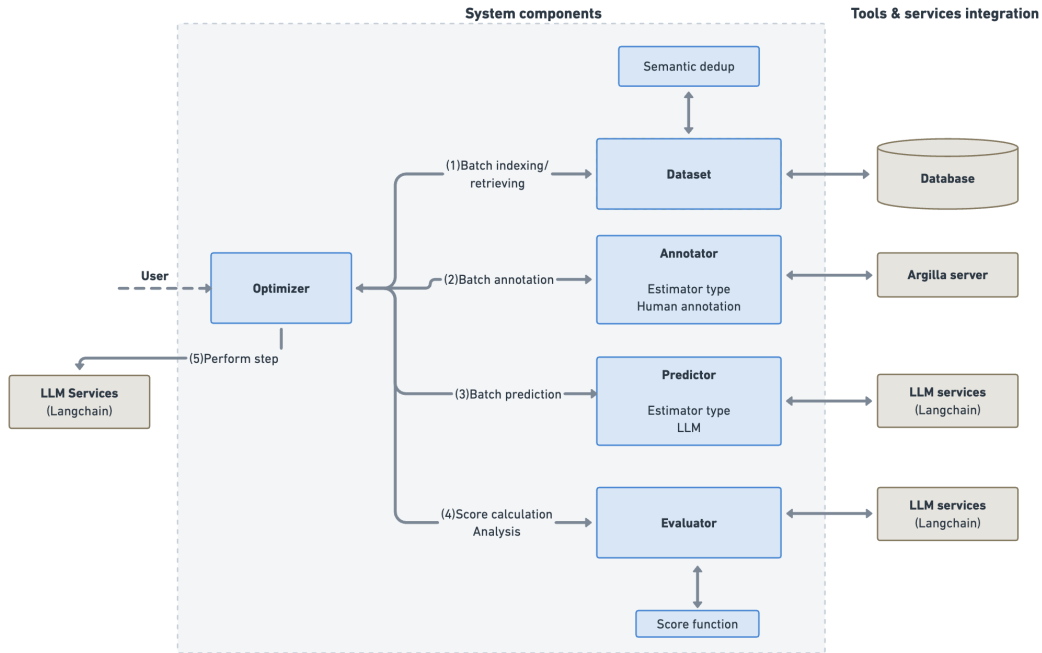 System components
Tools & services integration
Semantic dedup
(1)Batch indexing/
retrieving
Dataset
Database
Annotator
Estimator type
Human annotation
(2)Batch annotation
Argilla server
User
Optimizer
(5)Perform step
LLM Services
(Langchain)
Predictor
Estimator type
LLM
(3)Batch prediction
LLM services
(Langchain)
(4)Score calculation
Analysis
Evaluator
LLM services
(Langchain)
Score function